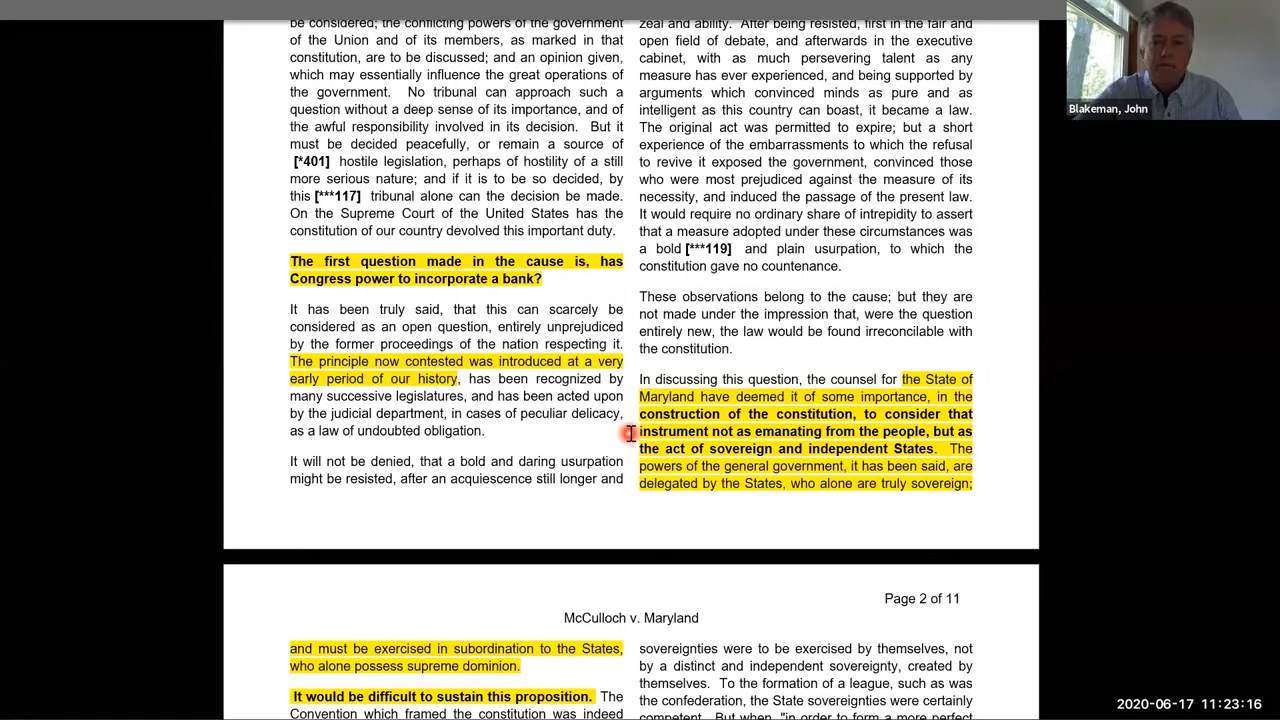 be considered; the conflicting powers of the government
of the Union and of its members, as marked in that
constitution, are to be discussed; and an opinion given,
which may essentially influence the great operations of
the government. No tribunal can approach such a
question without a deep sense of its importance, and of
the awful responsibility involved in its decision. But it
must be decided peacefully, or remain a source of
[*401] hostile legislation, perhaps of hostility of a still
more serious nature; and if it is to be so decided, by
this [***117] tribunal alone can the decision be made.
On the Supreme Court of the United States has the
constitution of our country devolved this important duty.
The first question made in the cause is, has
Congress power to incorporate a bank?
It has been truly said, that this can scarcely be
considered as an open question, entirely unprejudiced
by the former proceedings of the nation respecting it.
The principle now contested was introduced at a very
early period of our history, has been recognized by
many successive legislatures, and has been acted upon
by the judicial department, in cases of peculiar delicacy,
as a law of undoubted obligation.
It will not be denied, that a bold and daring usurpation
might be resisted, after an acquiescence still longer and
zeal and ability. After being resisted, first in the fair and
open field of debate, and afterwards in the executive
cabinet, with as much persevering talent as any
measure has ever experienced, and being supported by
arguments which convinced minds as pure and as
intelligent as this country can boast, it became a law.
The original act was permitted to expire; but a short
experience of the embarrassments to which the refusal
to revive it exposed the government, convinced those
who were most prejudiced against the measure of its
necessity, and induced the passage of the present law.
It would require no ordinary share of intrepidity to assert
that a measure adopted under these circumstances was
a bold [***119] and plain usurpation, to which the
constitution gave no countenance.
These observations belong to the cause; but they are
not made under the impression that, were the question
entirely new, the law would be found irreconcilable with
the constitution.
In discussing this question, the counsel for the State of
Maryland have deemed it of some importance, in the
construction of the constitution, to consider that
instrument not as emanating from the people, but as
the act of sovereign and independent States. The
powers of the general government, it has been said, are
delegated by the States, who alone are truly sovereign;
Page 2 of 11
McCulloch v. Maryland
and must be exercised in subordination to the States,
who alone possess supreme dominion.
It would be difficult to sustain this proposition. The
Convention which framed the constitution was indeed
sovereignties were to be exercised by themselves, not
by a distinct and independent sovereignty, created by
themselves. To the formation of a league, such as was
the confederation, the State sovereignties were certainly
competent. But when, "in order to form a more perfect
Blakeman, John
2020-06-17 11:23:16